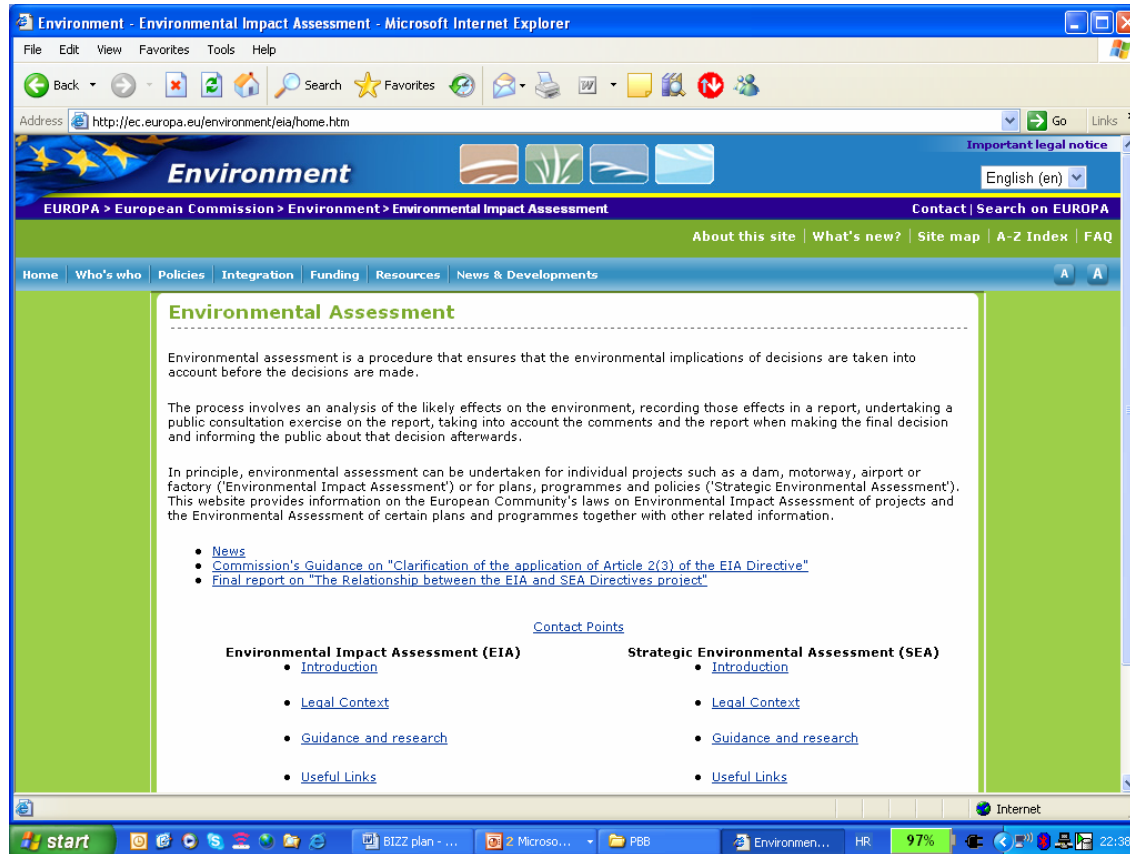 Environment - Environmental Impact Assessment - Microsoft Internet Explorer
File Edit View Favorites Tools Help
Back Search Favorites
Address http://ec.europa.eu/environment/eia/home.htm Go Links
Important legal notice
Environment
English (en)
EUROPA > European Commission > Environment > Environmental Impact Assessment Contact | Search on EUROPA
About this site | What's new? | Site map | A-Z Index | FAQ
Home Who's who Policies Integration Funding Resources News & Developments A A
Environmental Assessment
Environmental assessment is a procedure that ensures that the environmental implications of decisions are taken into
account before the decisions are made.
The process involves an analysis of the likely effects on the environment, recording those effects in a report, undertaking a
public consultation exercise on the report, taking into account the comments and the report when making the final decision
and informing the public about that decision afterwards.
In principle, environmental assessment can be undertaken for individual projects such as a dam, motorway, airport or
factory ('Environmental Impact Assessment') or for plans, programmes and policies ('Strategic Environmental Assessment').
This website provides information on the European Community's laws on Environmental Impact Assessment of projects and
the Environmental Assessment of certain plans and programmes together with other related information.
• News
• Commission's Guidance on "Clarification of the application of Article 2(3) of the EIA Directive"
• Final report on "The Relationship between the EIA and SEA Directives project"
Contact Points
Environmental Impact Assessment (EIA) Strategic Environmental Assessment (SEA)
• Introduction • Introduction
• Legal Context • Legal Context
• Guidance and research • Guidance and research
• Useful Links • Useful Links
Internet
start BIZZ plan - ... 2 Microso... PBB Environmen... HR 97% 22:38